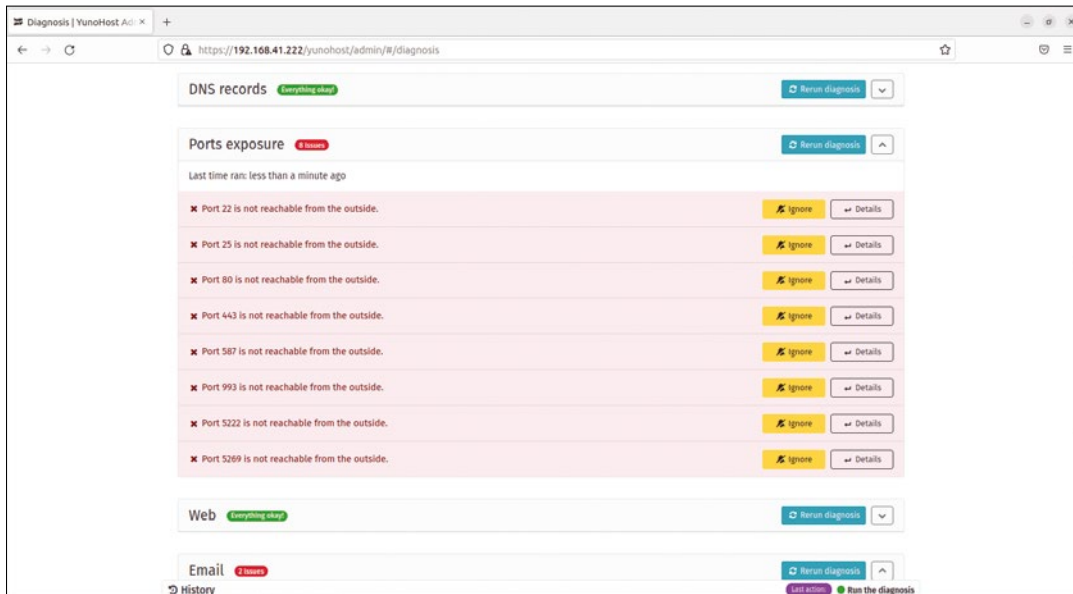 Diagnosis | YunoHost Ad
https://192.168.41.222/yunohost/admin/#/diagnosis
DNS records Everything okay! Rerun diagnosis
Ports exposure 8 Issues Rerun diagnosis
Last time ran: less than a minute ago
Port 22 is not reachable from the outside. Ignore Details
Port 25 is not reachable from the outside. Ignore Details
Port 80 is not reachable from the outside. Ignore Details
Port 443 is not reachable from the outside. Ignore Details
Port 587 is not reachable from the outside. Ignore Details
Port 993 is not reachable from the outside. Ignore Details
Port 5222 is not reachable from the outside. Ignore Details
Port 5269 is not reachable from the outside. Ignore Details
Web Everything okay! Rerun diagnosis
Email 2 Issues Rerun diagnosis
History Last action: Run the diagnosis